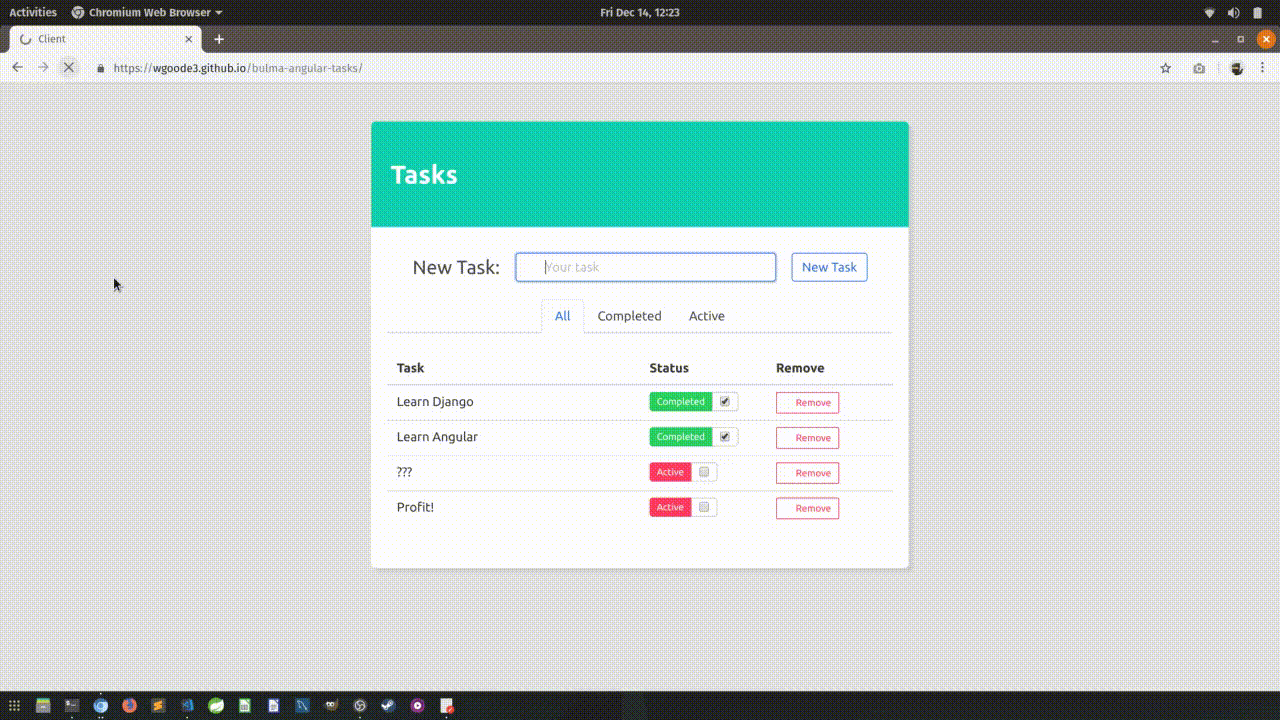 Activities Chromium Web Browser Fri Dec 14, 12:23
Client
https://wgoode3.github.io/bulma-angular-tasks/
Tasks
New Task: Your task New Task
All Completed Active
Task Status Remove
Learn Django Completed Remove
Learn Angular Completed Remove
??? Active Remove
Profit! Active Remove